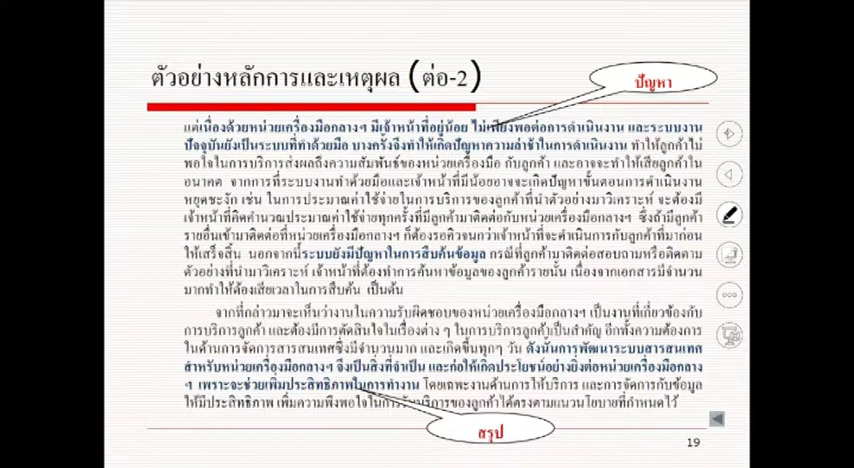 ตัวอย่างหลักการและเหตุผล (ต่อ-2)
ปัญหา
แต่เนื่องด้วยหน่วยเครื่องมือกลางฯ มีเจ้าหน้าที่อยู่น้อย ไม่เพียงพอต่อการดำเนินงาน และระบบงาน
ปัจจุบันยังเป็นระบบที่ทำด้วยมือ บางครั้งจึงทำให้เกิดปัญหาความล่าช้าในการดำเนินงาน ทำให้ลูกค้าไม่
พอใจในการบริการส่งผลถึงความสัมพันธ์ของหน่วยเครื่องมือ กับลูกค้า และอาจจะทำให้เสียลูกค้าใน
อนาคต จากการที่ระบบงานทำด้วยมือและเจ้าหน้าที่มีน้อยอาจจะเกิดปัญหาขั้นตอนการดำเนินงาน
หยุดชะงัก เช่น ในการประมาณค่าใช้จ่ายในการบริการของลูกค้าที่นำตัวอย่างมาวิเคราะห์ จะต้องมี
เจ้าหน้าที่คิดคำนวณประมาณค่าใช้จ่ายทุกครั้งที่มีลูกค้ามาติดต่อกับหน่วยเครื่องมือกลางฯ ซึ่งถ้ามีลูกค้า
รายอื่นเข้ามาติดต่อที่หน่วยเครื่องมือกลางฯ ก็ต้องรอคิวจนกว่าเจ้าหน้าที่จะดำเนินการกับลูกค้าที่มาก่อน
ให้เสร็จสิ้น นอกจากนี้ระบบยังมีปัญหาในการสืบค้นข้อมูล กรณีที่ลูกค้ามาติดต่อสอบถามหรือติดตาม
ตัวอย่างที่นำมาวิเคราะห์ เจ้าหน้าที่ต้องทำการค้นหาข้อมูลของลูกค้ารายนั้น เนื่องจากเอกสารมีจำนวน
มากทำให้ต้องเสียเวลาในการสืบค้น เป็นต้น
จากที่กล่าวมาจะเห็นว่างานในความรับผิดชอบของหน่วยเครื่องมือกลางฯ เป็นงานที่เกี่ยวข้องกับ
การบริการลูกค้า และต้องมีการตัดสินใจในเรื่องต่าง ๆ ในการบริการลูกค้าเป็นสำคัญ อีกทั้งความต้องการ
ในด้านการจัดการสารสนเทศซึ่งมีจำนวนมาก และเกิดขึ้นทุกๆ วัน ดังนั้นการพัฒนาระบบสารสนเทศ
สำหรับหน่วยเครื่องมือกลางฯ จึงเป็นสิ่งที่จำเป็น และก่อให้เกิดประโยชน์อย่างยิ่งต่อหน่วยเครื่องมือกลาง
ฯ เพราะจะช่วยเพิ่มประสิทธิภาพในการทำงาน โดยเฉพาะงานด้านการให้บริการ และการจัดการกับข้อมูล
ให้มีประสิทธิภาพ เพิ่มความพึงพอใจในการรับบริการของลูกค้าได้ตรงตามแนวนโยบายที่กำหนดไว้
สรุป
19